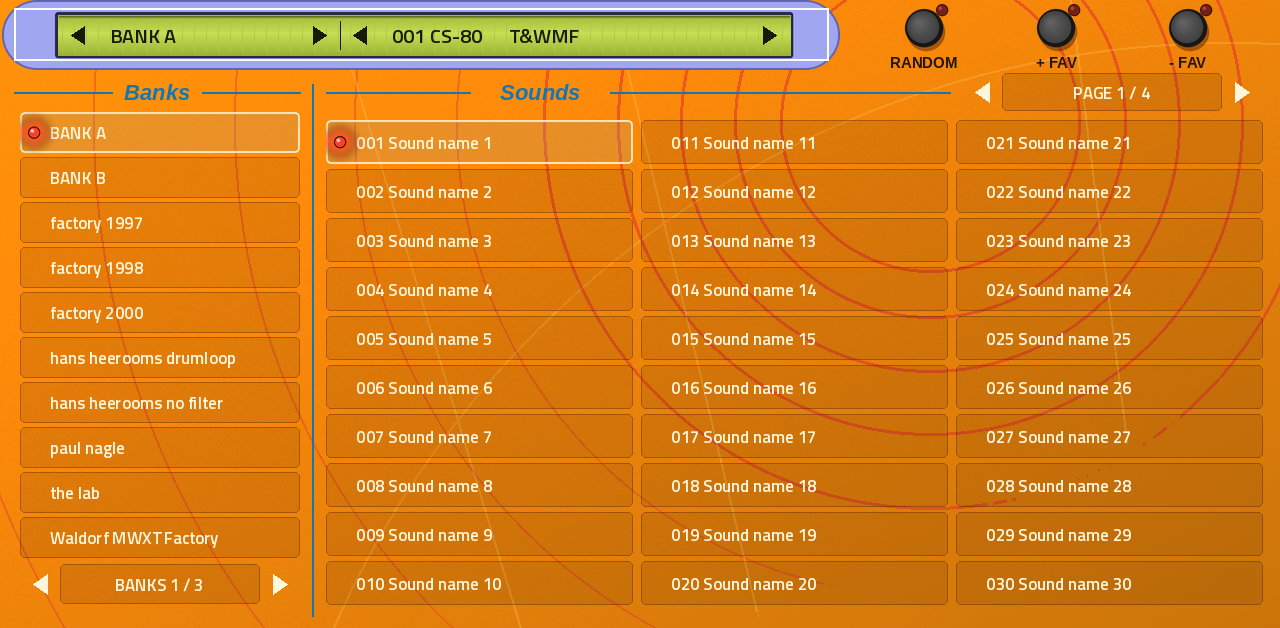 BANK A 001 CS-80 T&WMF
RANDOM + FAV - FAV
Banks Sounds PAGE 1 / 4
BANK A
BANK B
factory 1997
factory 1998
factory 2000
hans heerooms drumloop
hans heerooms no filter
paul nagle
the lab
Waldorf MWXT Factory
BANKS 1 / 3
001 Sound name 1
002 Sound name 2
003 Sound name 3
004 Sound name 4
005 Sound name 5
006 Sound name 6
007 Sound name 7
008 Sound name 8
009 Sound name 9
010 Sound name 10
011 Sound name 11
012 Sound name 12
013 Sound name 13
014 Sound name 14
015 Sound name 15
016 Sound name 16
017 Sound name 17
018 Sound name 18
019 Sound name 19
020 Sound name 20
021 Sound name 21
022 Sound name 22
023 Sound name 23
024 Sound name 24
025 Sound name 25
026 Sound name 26
027 Sound name 27
028 Sound name 28
029 Sound name 29
030 Sound name 30